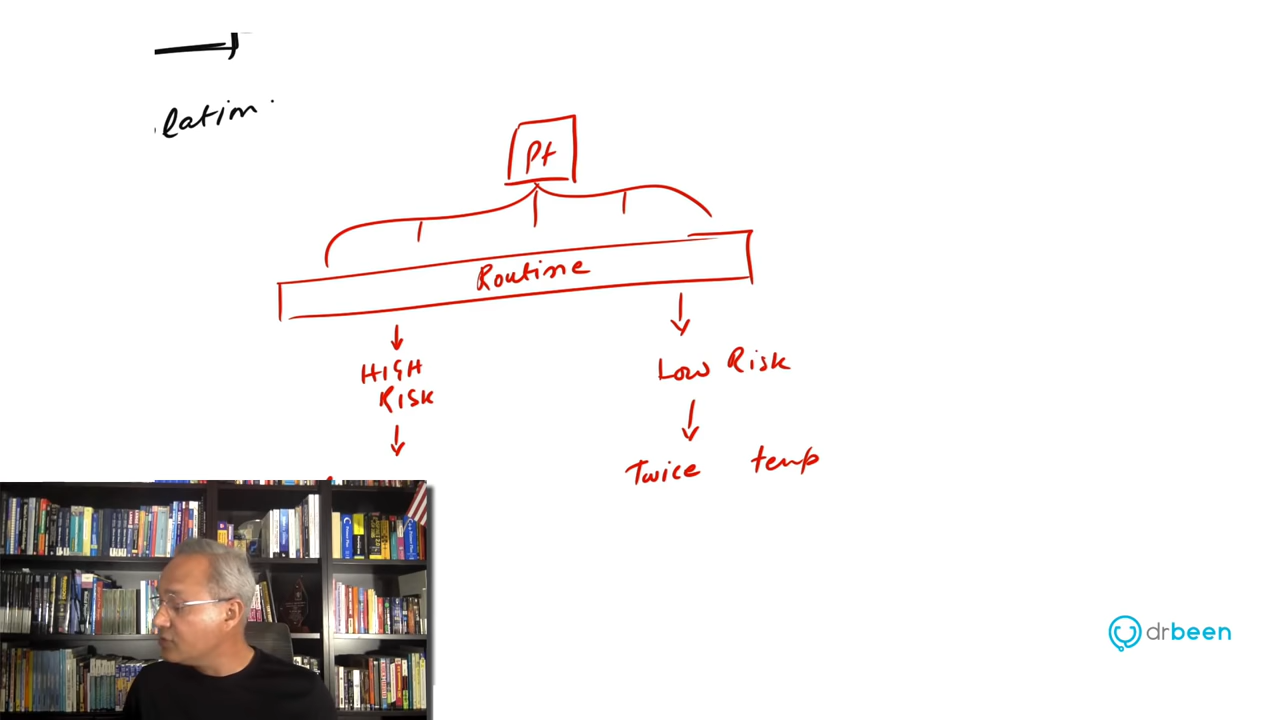 lation
Pt
Routine
HIGH
RISK
Low Risk
Twice temp
drbeen